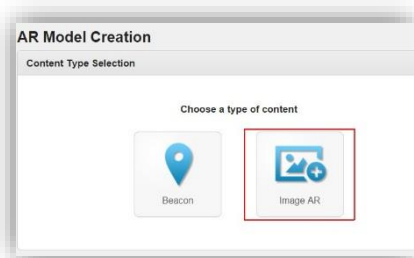 AR Model Creation
Content Type Selection
Choose a type of content
Beacon
Image AR